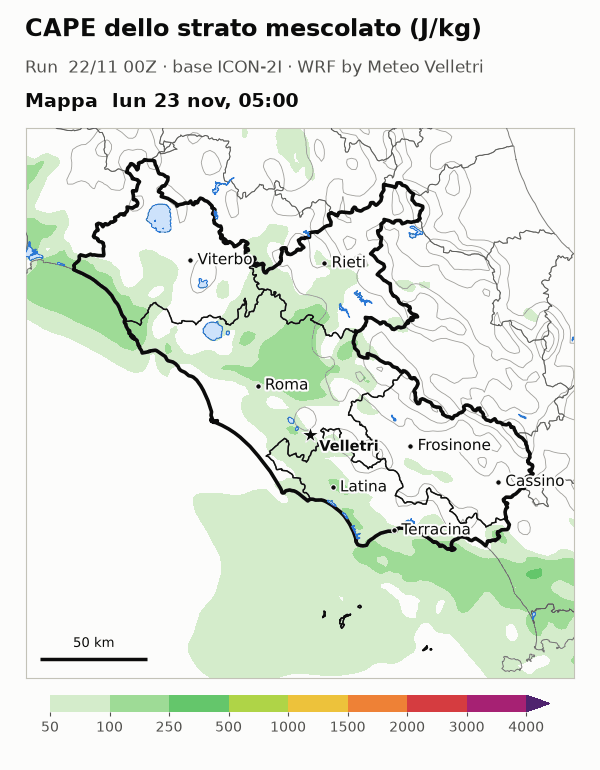 CAPE dello strato mescolato (J/kg)
Run  22/11 00Z · base ICON-2I · WRF by Meteo Velletri
Mappa  lun 23 nov, 05:00
Viterbo
Rieti
Roma
Velletri
Frosinone
Latina
Cassino
Terracina
50 km
50 100 250 500 1000 1500 2000 3000 4000